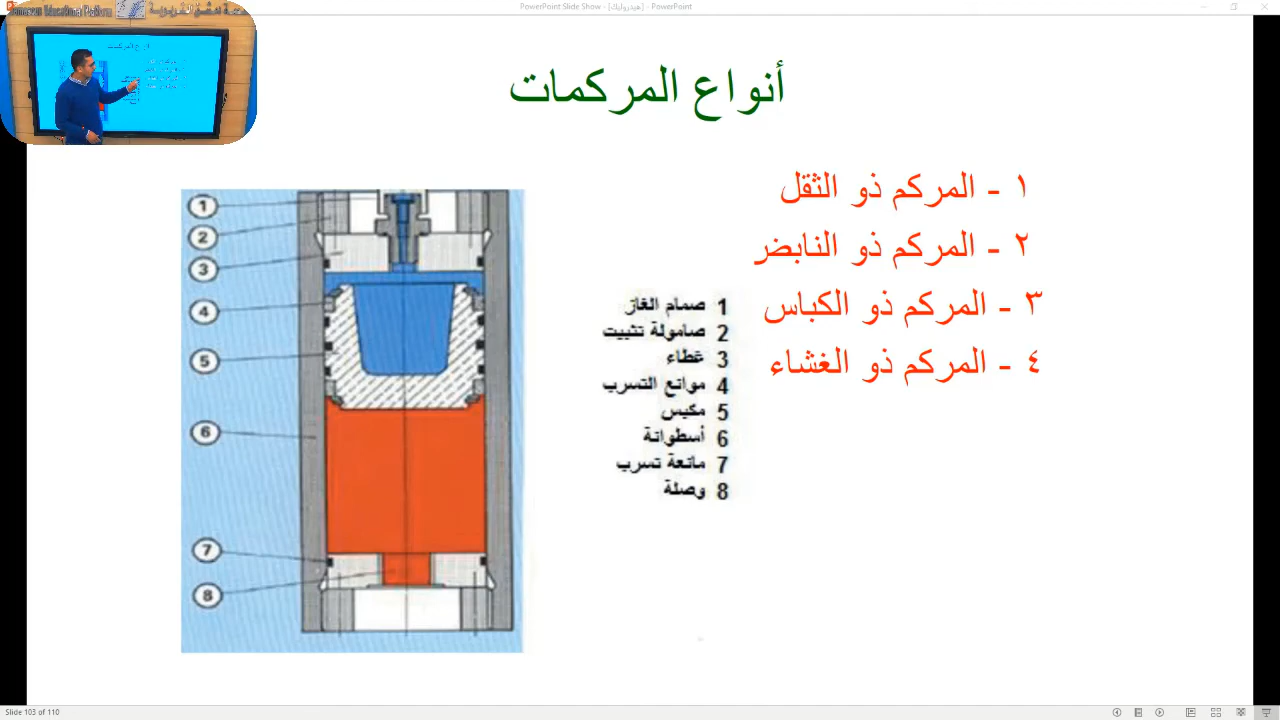 PowerPoint Slide Show - [هيدروليك] - PowerPoint
أنواع المركمات
١ - المركم ذو الثقل
٢ - المركم ذو النابض
٣ - المركم ذو الكباس
٤ - المركم ذو الغشاء
1 صمام الغاز
2 صامولة تثبيت
3 غطاء
4 موانع التسرب
5 مكبس
6 أسطوانة
7 مانعة تسرب
8 وصلة
1
2
3
4
5
6
7
8
Slide 103 of 110